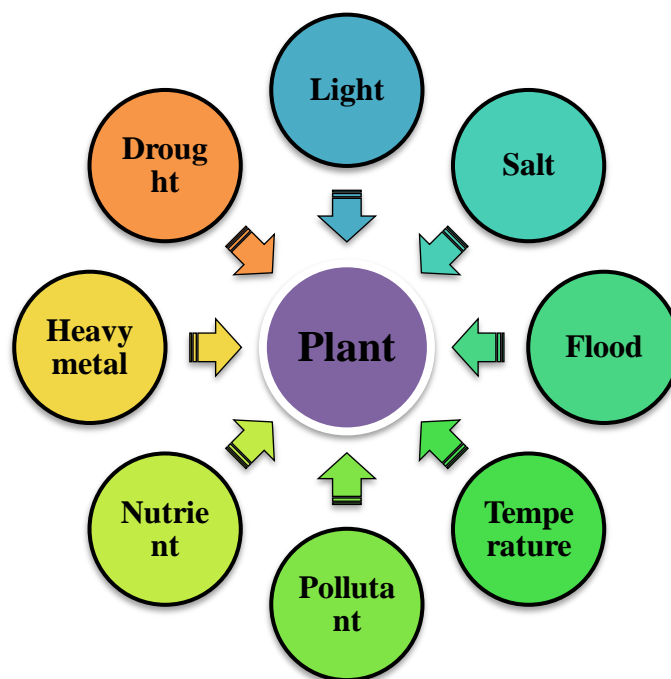 Light
Salt
Flood
Tempe
rature
Polluta
nt
Nutrie
nt
Heavy
metal
Droug
ht
Plant